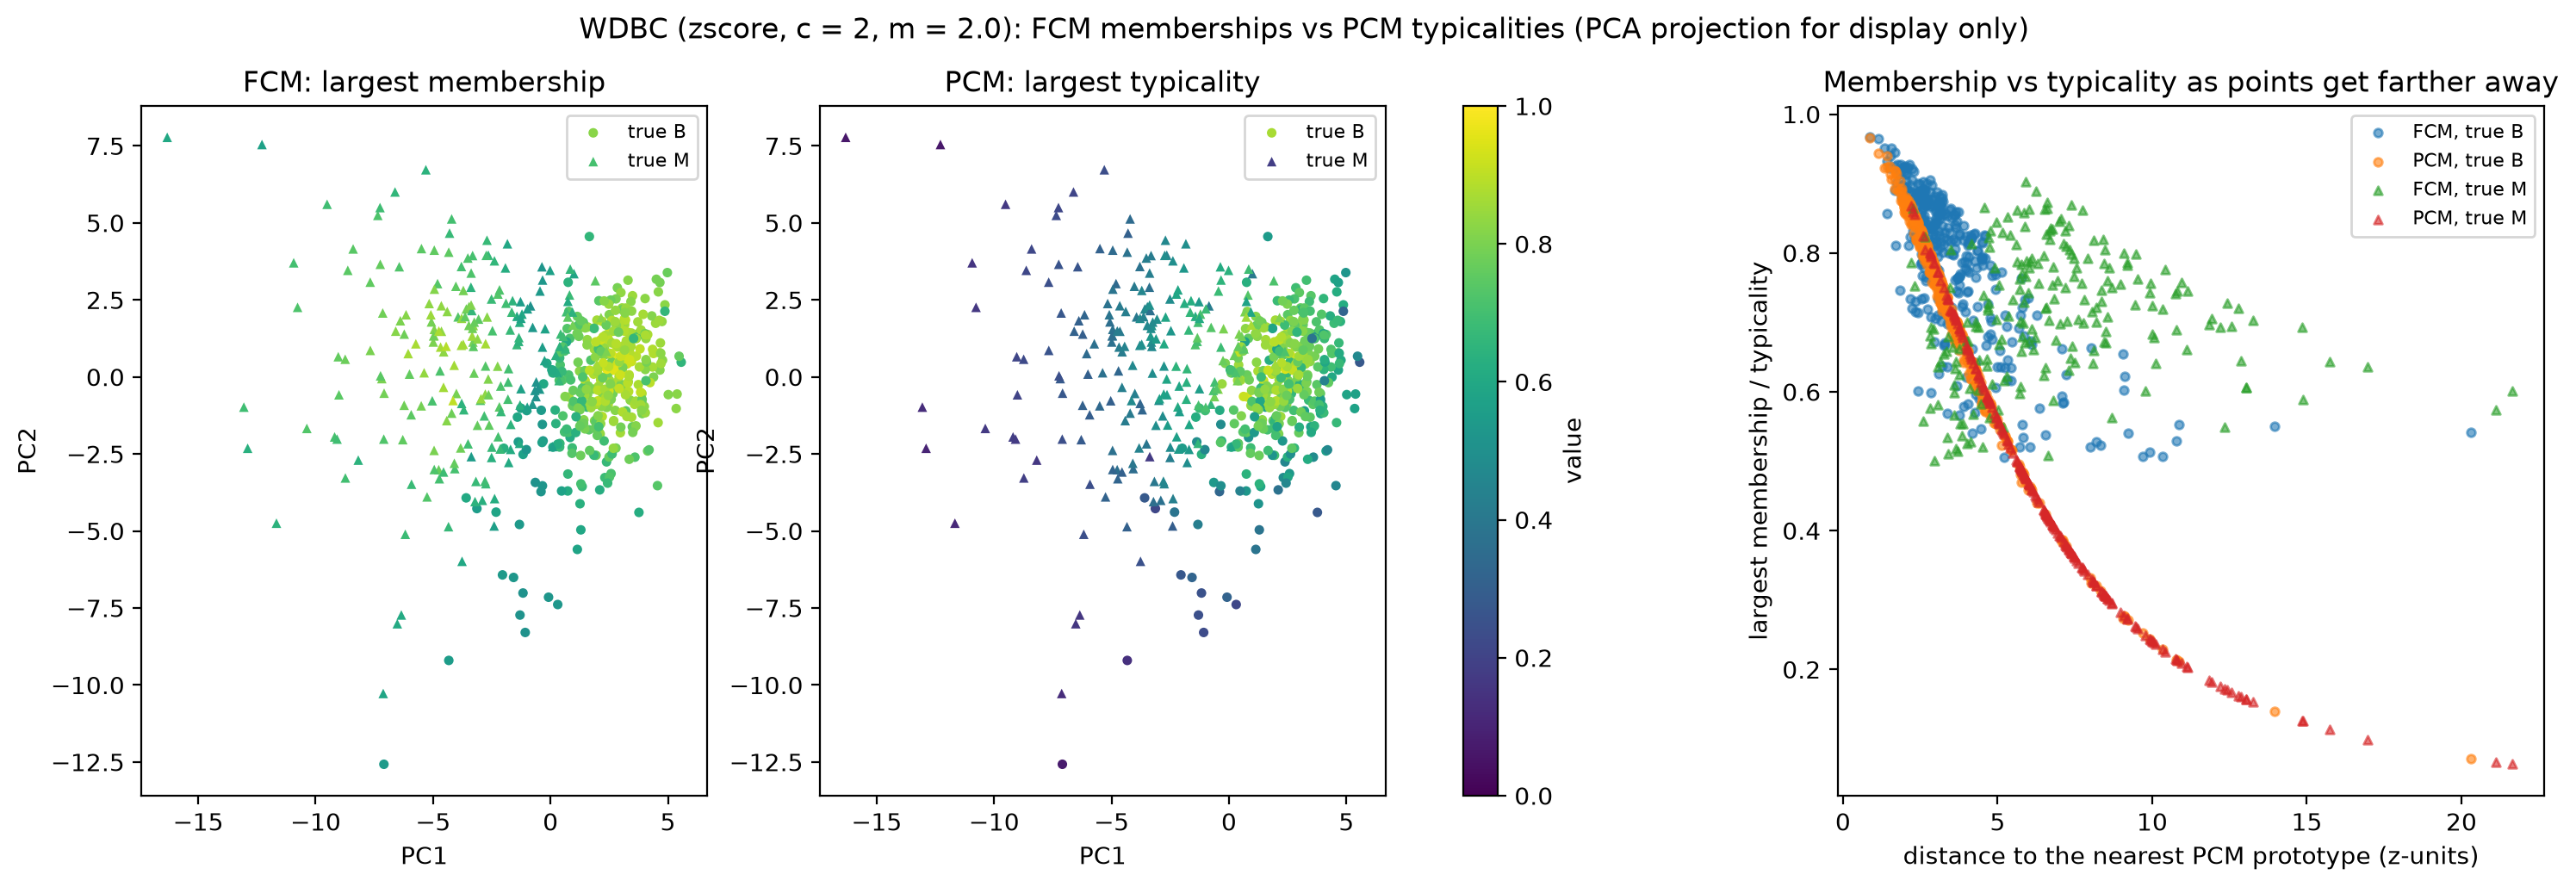 WDBC (zscore, c = 2, m = 2.0): FCM memberships vs PCM typicalities (PCA projection for display only)
FCM: largest membership
7.5
5.0
2.5
0.0
−2.5
−5.0
−7.5
−10.0
−12.5
PC2
−15
−10
−5
0
5
PC1
true B
true M
PCM: largest typicality
7.5
5.0
2.5
0.0
−2.5
−5.0
−7.5
−10.0
−12.5
PC2
−15
−10
−5
0
5
PC1
true B
true M
1.0
0.8
0.6
0.4
0.2
0.0
value
Membership vs typicality as points get farther away
1.0
0.8
0.6
0.4
0.2
largest membership / typicality
0
5
10
15
20
distance to the nearest PCM prototype (z-units)
FCM, true B
PCM, true B
FCM, true M
PCM, true M